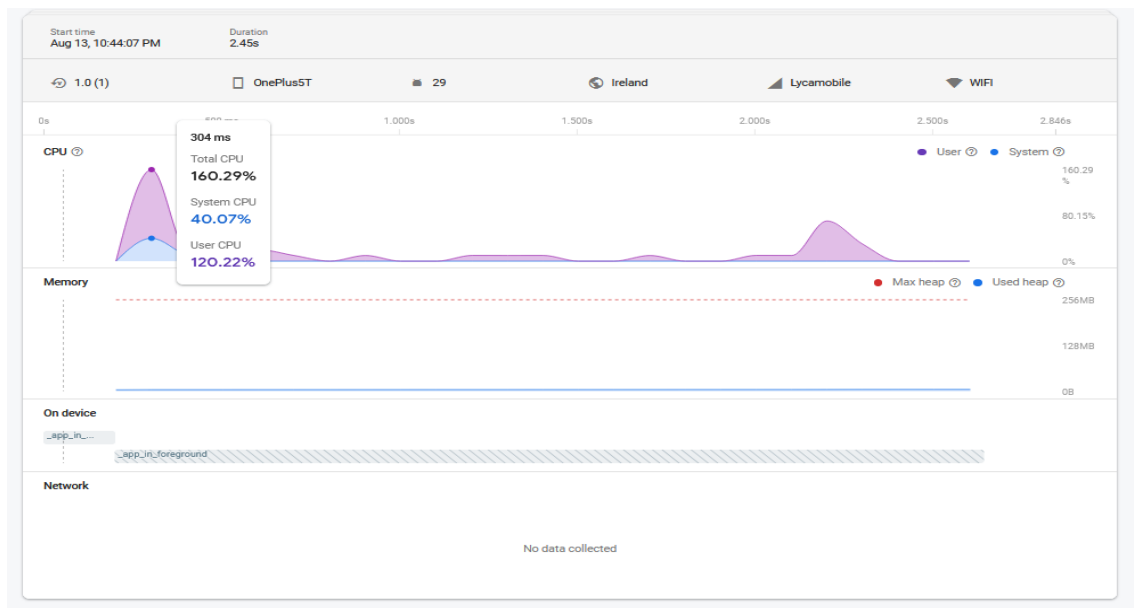 Start time
Aug 13, 10:44:07 PM
Duration
2.45s
1.0 (1)
OnePlus5T
29
Ireland
Lycamobile
WIFI
0s
1.000s
1.500s
2.000s
2.500s
2.846s
304 ms
Total CPU
160.29%
System CPU
40.07%
User CPU
120.22%
CPU
User
System
160.29
%
80.15%
0%
Memory
Max heap
Used heap
256MB
128MB
0B
On device
_app_in_...
_app_in_foreground
Network
No data collected